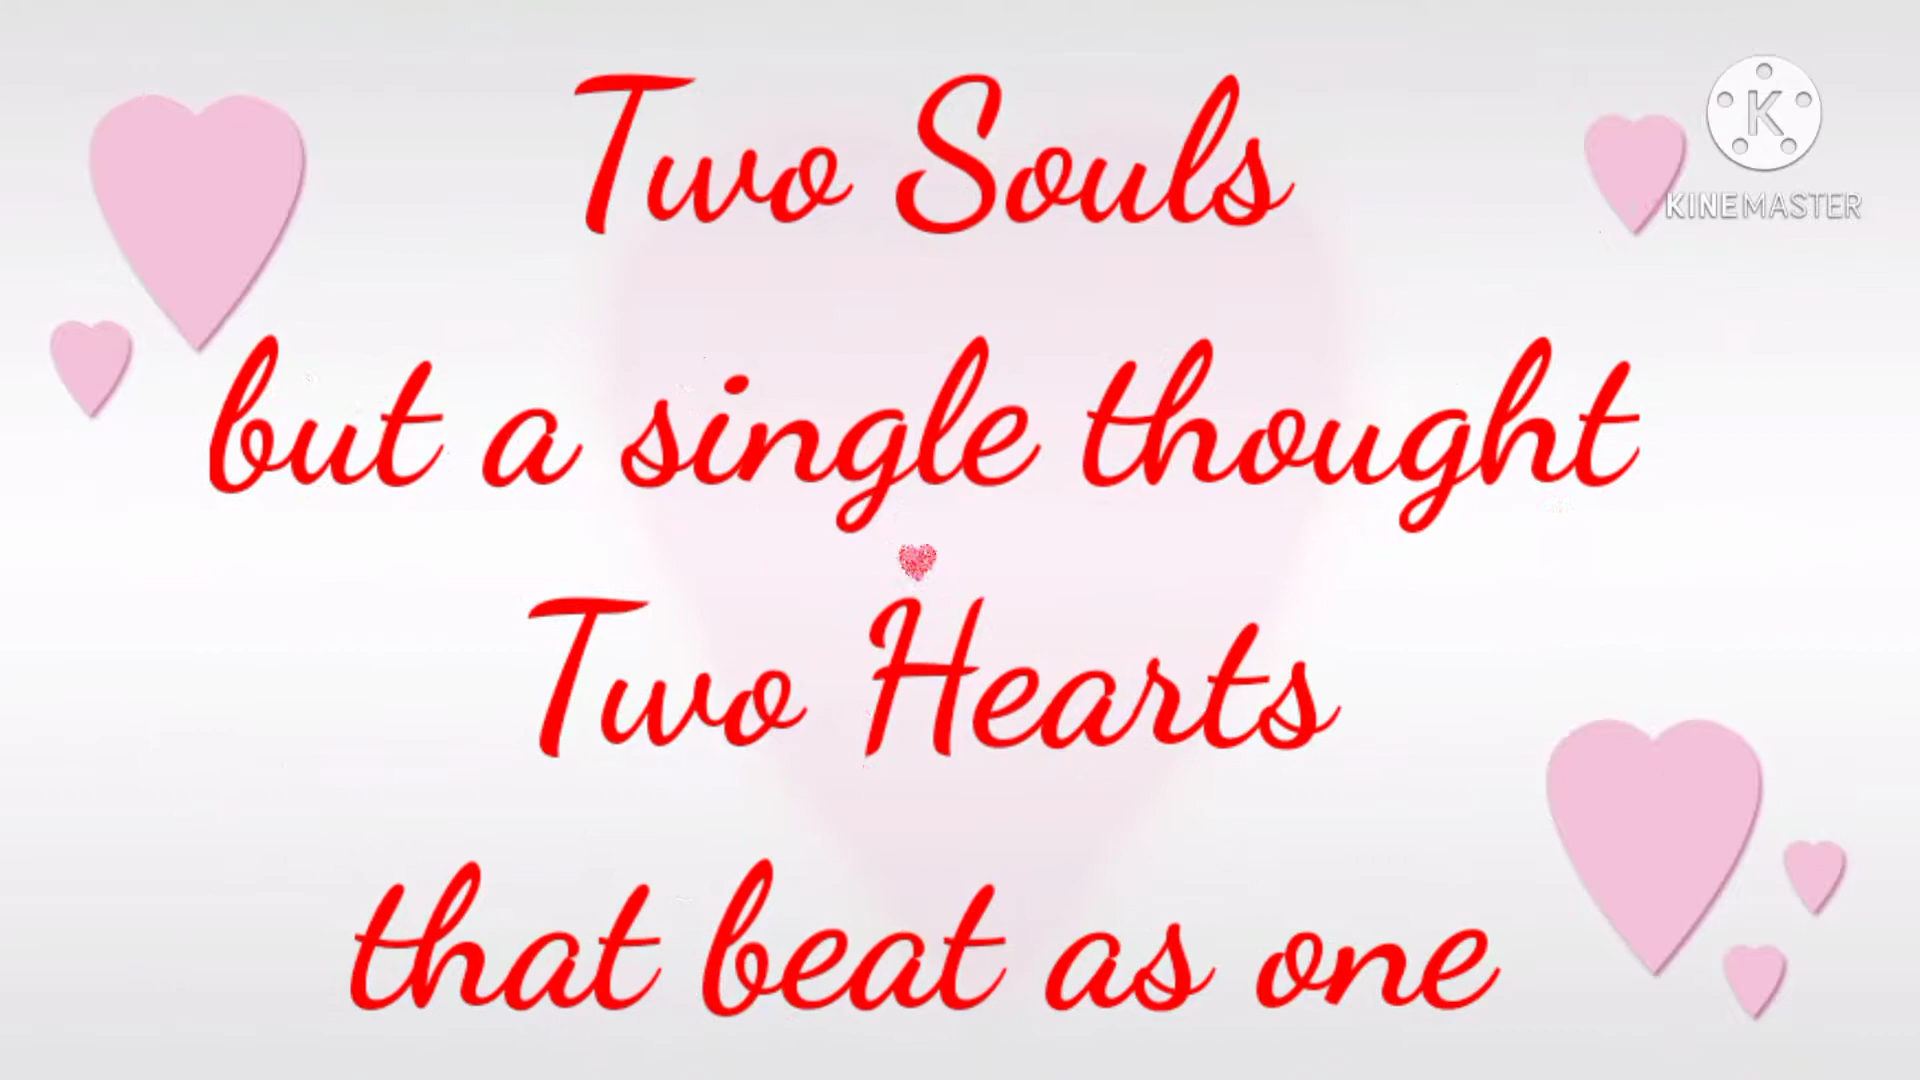 Two Souls
K
KINEMASTER
but a single thought
Two Hearts
that beat as one